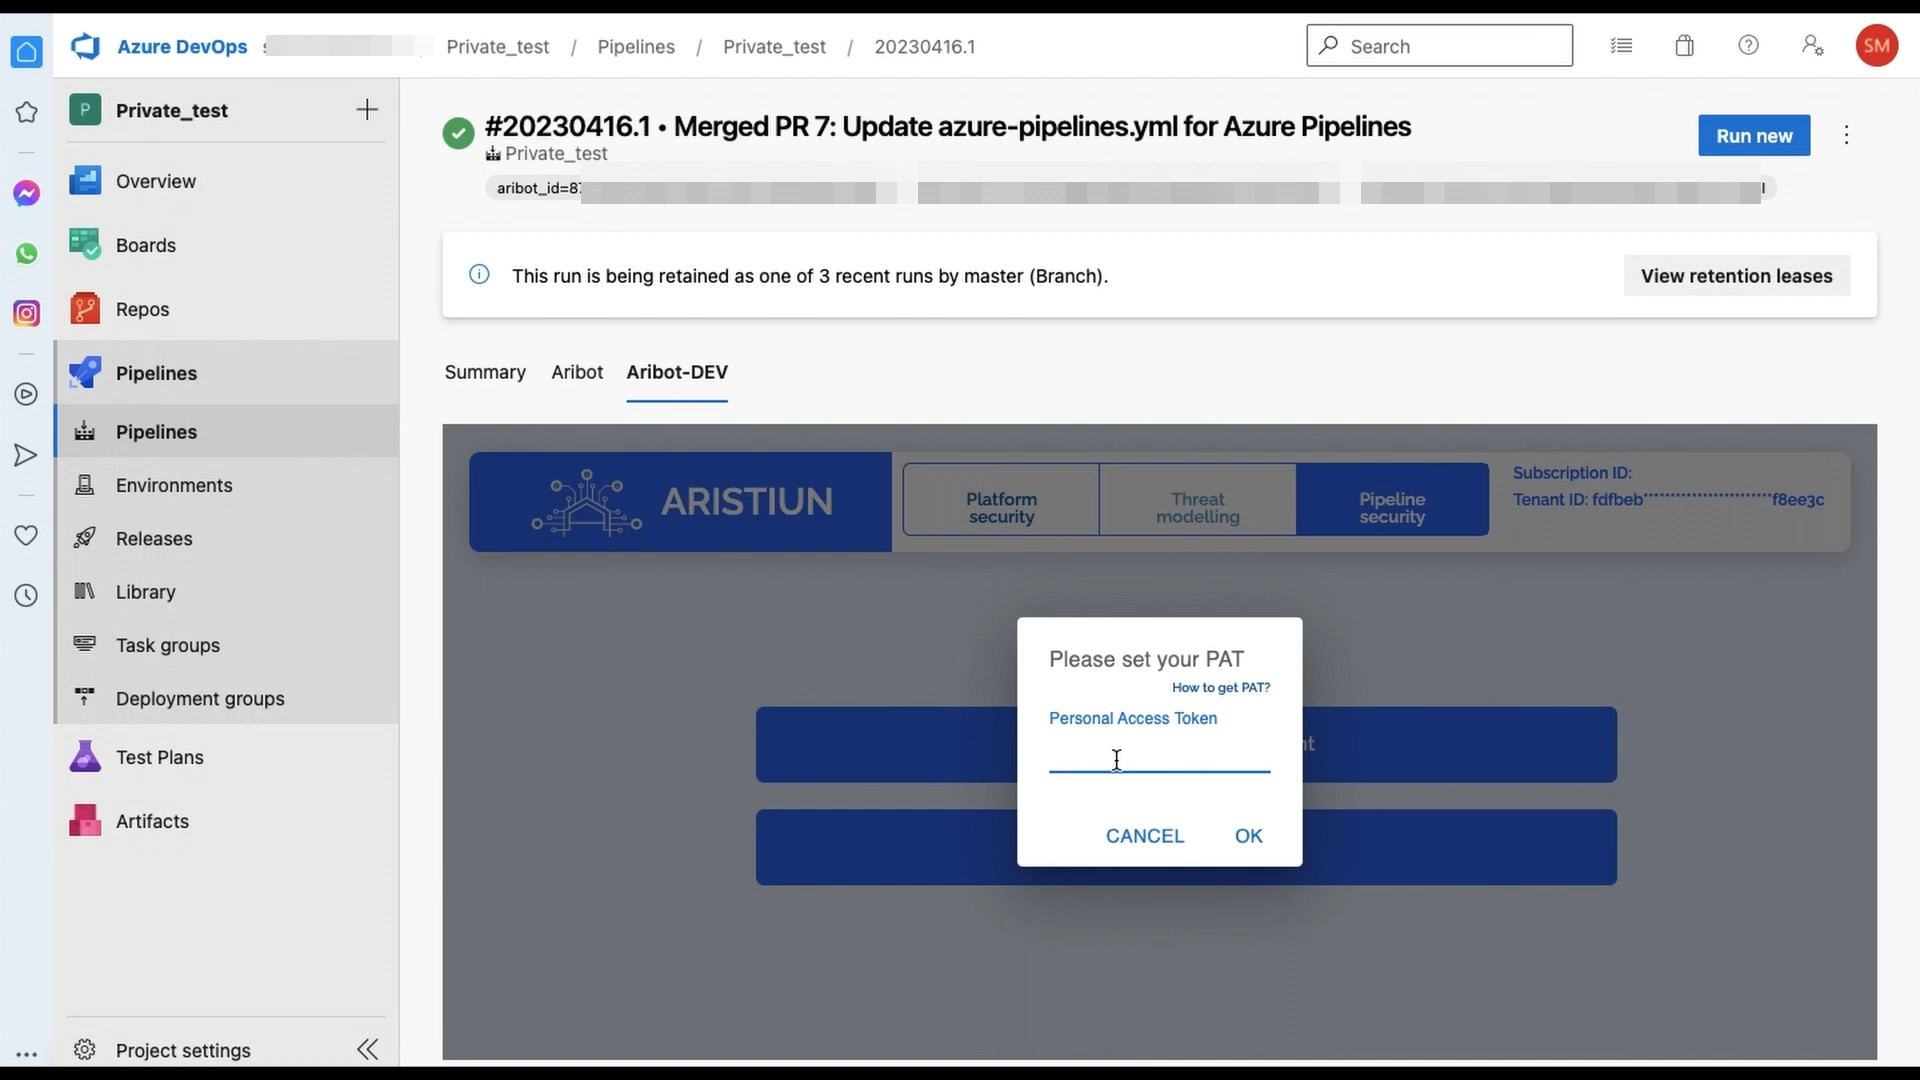 Azure DevOps
Private_test / Pipelines / Private_test / 20230416.1
Search
SM
P Private_test
Overview
Boards
Repos
Pipelines
Pipelines
Environments
Releases
Library
Task groups
Deployment groups
Test Plans
Artifacts
Project settings
#20230416.1 • Merged PR 7: Update azure-pipelines.yml for Azure Pipelines
Private_test
Run new
This run is being retained as one of 3 recent runs by master (Branch).
View retention leases
Summary Aribot Aribot-DEV
ARISTIUN
Platform
security
Threat
modelling
Pipeline
security
Subscription ID:
Tenant ID: fdfbeb************************f8ee3c
Please set your PAT
How to get PAT?
Personal Access Token
CANCEL OK